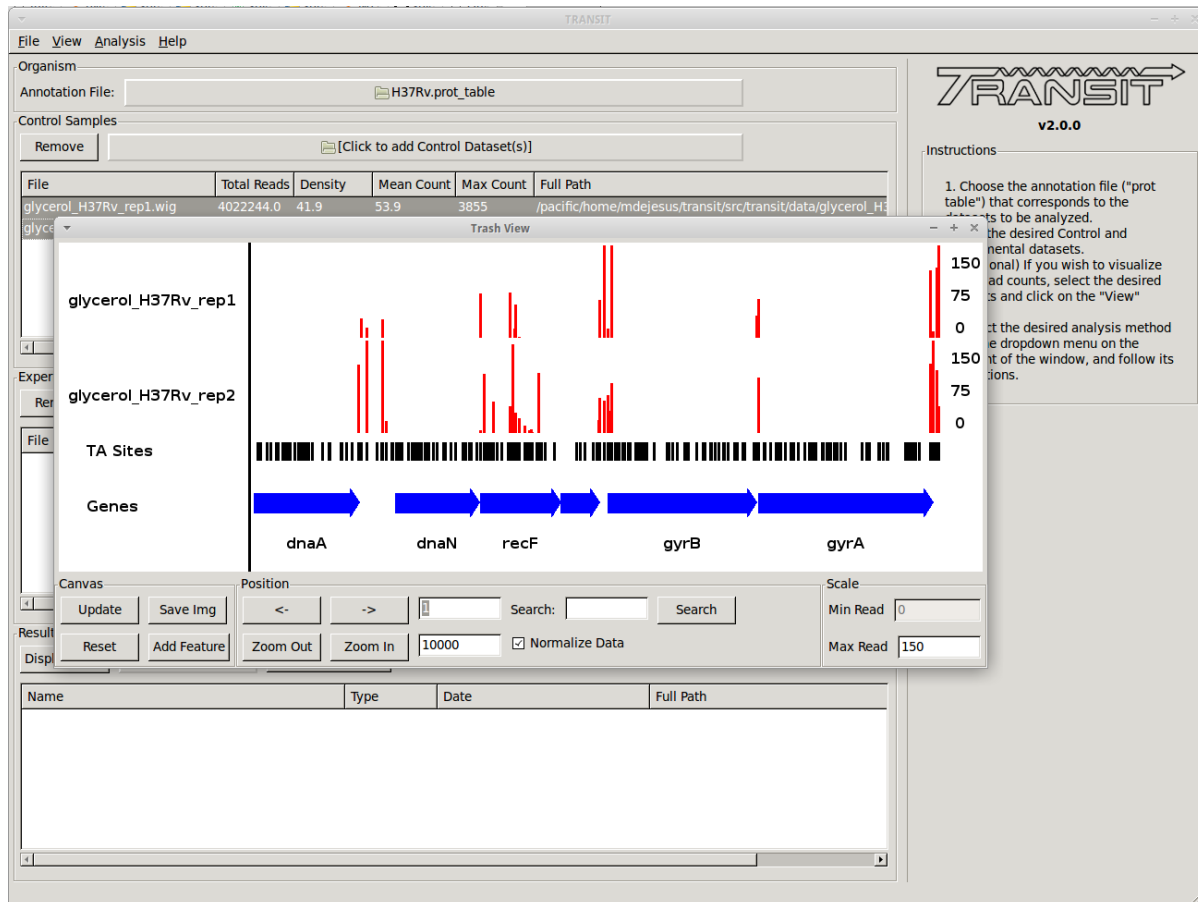 TRANSIT
File View Analysis Help
Organism
Annotation File: H37Rv.prot_table
Control Samples
Remove [Click to add Control Dataset(s)]
File Total Reads Density Mean Count Max Count Full Path
glycerol_H37Rv_rep1.wig 4022244.0 41.9 53.9 3855 /pacific/home/mdejesus/transit/src/transit/data/glycerol_H3
TRANSIT
v2.0.0
Instructions
1. Choose the annotation file ("prot
table") that corresponds to the
to be analyzed.
the desired Control and
datasets.
If you wish to visualize
counts, select the desired
and click on the "View"
the desired analysis method
dropdown menu on the
of the window, and follow its
Trash View
glycerol_H37Rv_rep1
150
75
0
glycerol_H37Rv_rep2
150
75
0
TA Sites
Genes
dnaA dnaN recF gyrB gyrA
Canvas
Update Save Img
Reset Add Feature
Position
<- -> 1 Search: Search
Zoom Out Zoom In 10000 Normalize Data
Scale
Min Read 0
Max Read 150
File
Name Type Date Full Path